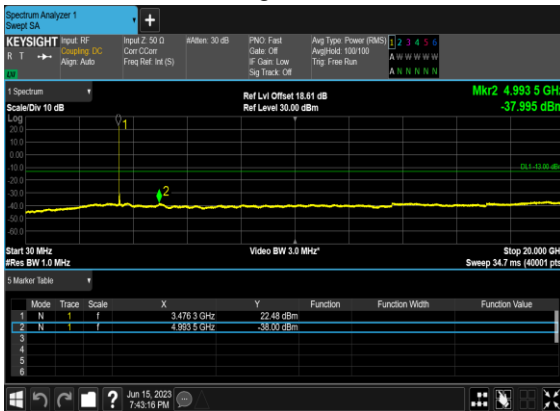 Spectrum Analyzer 1
Swept SA
+
KEYSIGHT Input: RF Input Z: 50 Ω #Atten: 30 dB PNO: Fast Avg Type: Power (RMS) 1 2 3 4 5 6
R T Coupling: DC Corr CCorr Gate: Off Avg|Hold: 100/100 A W W W W W
Align: Auto Freq Ref: Int (S) IF Gain: Low Trig: Free Run
Sig Track: Off A N N N N N
1 Spectrum Ref Lvl Offset 18.61 dB Mkr2 4.993 5 GHz
Scale/Div 10 dB Ref Level 30.00 dBm -37.995 dBm
Log
20.0
10.0
0.00
-10.0
-20.0
-30.0
-40.0
-50.0
-60.0
1
2
DL1 -13.00 dBm
Start 30 MHz Video BW 3.0 MHz* Stop 20.000 GH
#Res BW 1.0 MHz Sweep 34.7 ms (40001 pts
5 Marker Table
Mode Trace Scale X Y Function Function Width Function Value
1 N 1 f 3.476 3 GHz 22.48 dBm
2 N 1 f 4.993 5 GHz -38.00 dBm
3
4
5
6
? Jun 15, 2023
7:43:16 PM